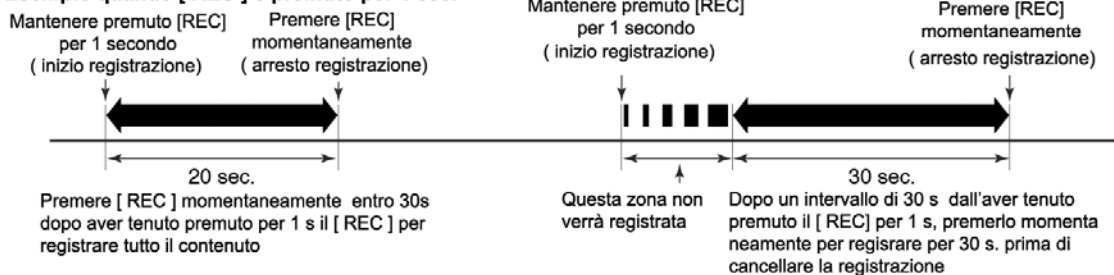 Mantenere premuto [REC]
per 1 secondo
( inizio registrazione)
Premere [REC]
momentaneamente
( arresto registrazione)
Mantenere premuto [REC]
per 1 secondo
( inizio registrazione)
Premere [REC]
momentaneamente
( arresto registrazione)
20 sec.
Premere [ REC ] momentaneamente entro 30s
dopo aver tenuto premuto per 1 s il [ REC ] per
registrare tutto il contenuto
Questa zona non
verrà registrata
30 sec.
Dopo un intervallo di 30 s dall'aver tenuto
premuto il [ REC] per 1 s, premerlo momenta
neamente per regisrare per 30 s. prima di
cancellare la registrazione